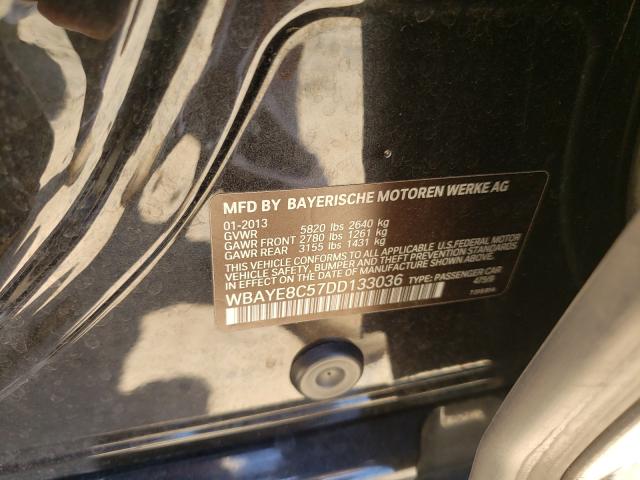 MFD BY BAYERISCHE MOTOREN WERKE AG
01-2013
GVWR 5820 lbs 2640 kg
GAWR FRONT 2780 lbs 1261 kg
GAWR REAR 3155 lbs 1431 kg
THIS VEHICLE CONFORMS TO ALL APPLICABLE U.S.FEDERAL MOTOR
VEHICLE SAFETY, BUMPER, AND THEFT PREVENTION STANDARDS
IN EFFECT ON THE DATE OF MANUFACTURE SHOWN ABOVE.
WBAYE8C57DD133036 TYPE: PASSENGER CAR